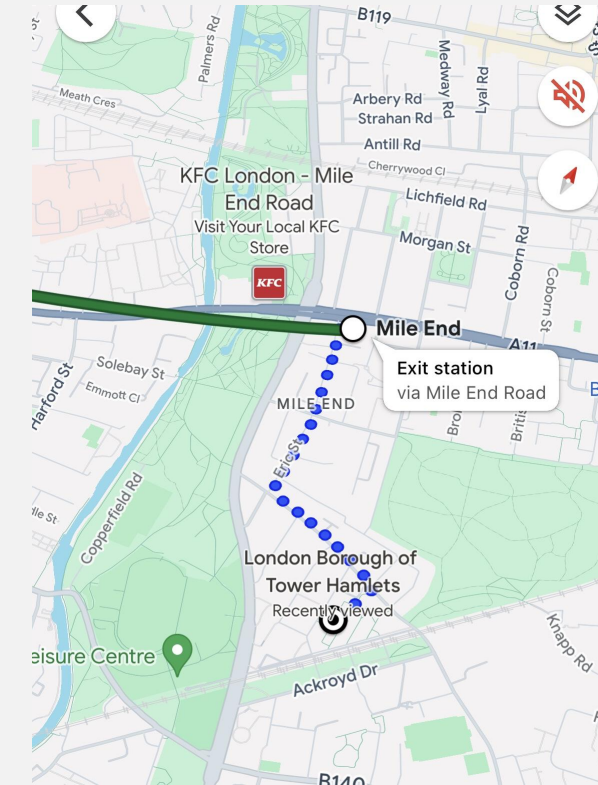 B119
Palmers Rd
Medway Rd
Lyal Rd
Meath Cres
Arbery Rd
Strahan Rd
Antill Rd
Cherrywood Cl
KFC London - Mile
End Road
Visit Your Local KFC
Store
KFC
Lichfield Rd
Morgan St
Coborn Rd
Coborn St
Mile End
A11
Exit station
via Mile End Road
Solebay St
Emmott Cl
Harford St
MILE END
Eric St
Copperfield Rd
London Borough of
Tower Hamlets
Recently viewed
eisure Centre
Ackroyd Dr
Knapp Rd
B140